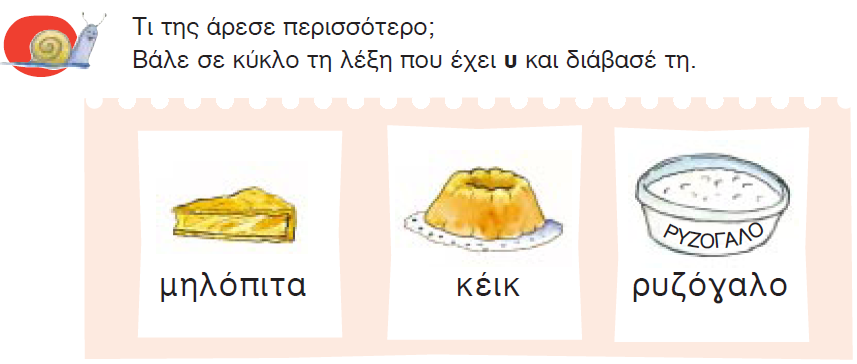 Τι της άρεσε περισσότερο;
Βάλε σε κύκλο τη λέξη που έχει υ και διάβασέ τη.
ΡΥΖΟΓΑΛΟ
μηλόπιτα κέικ ρυζόγαλο